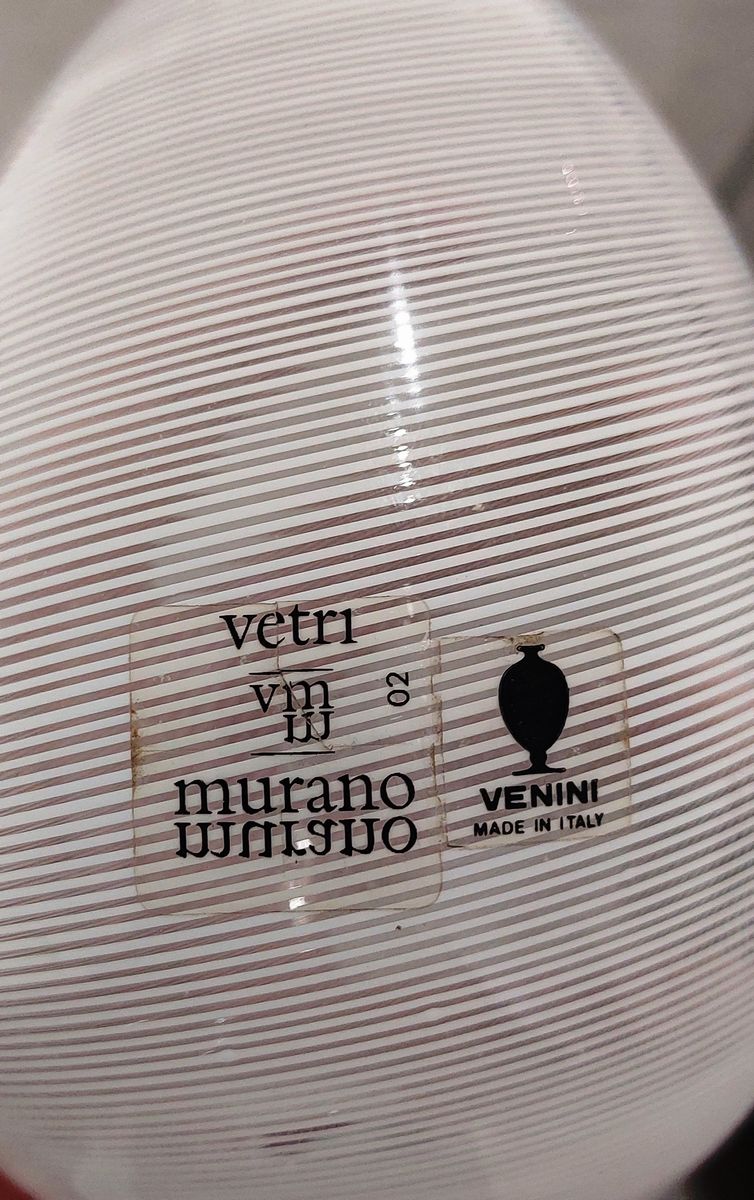 vetri
vm
02
murano
VENINI
MADE IN ITALY